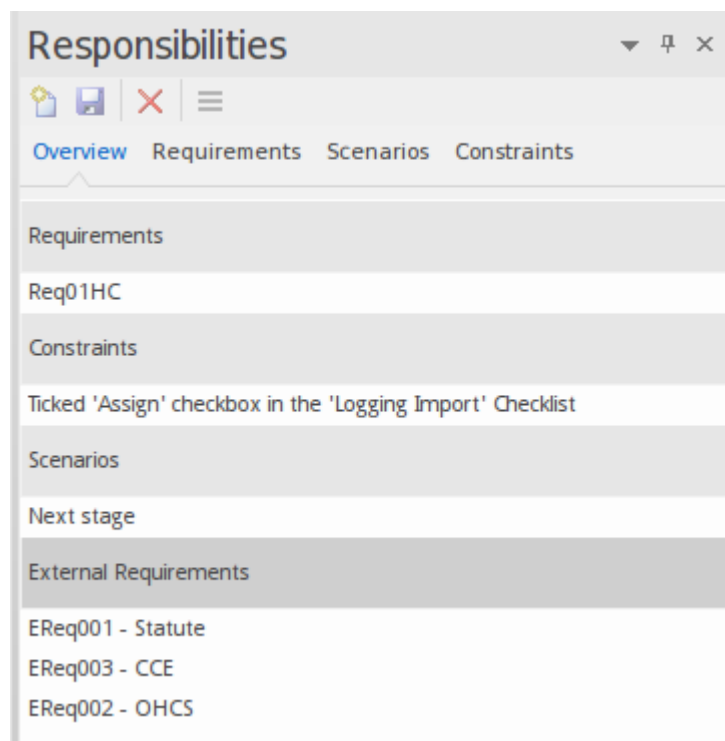 Responsibilities
Overview Requirements Scenarios Constraints
Requirements
Req01HC
Constraints
Ticked 'Assign' checkbox in the 'Logging Import' Checklist
Scenarios
Next stage
External Requirements
EReq001 - Statute
EReq003 - CCE
EReq002 - OHCS